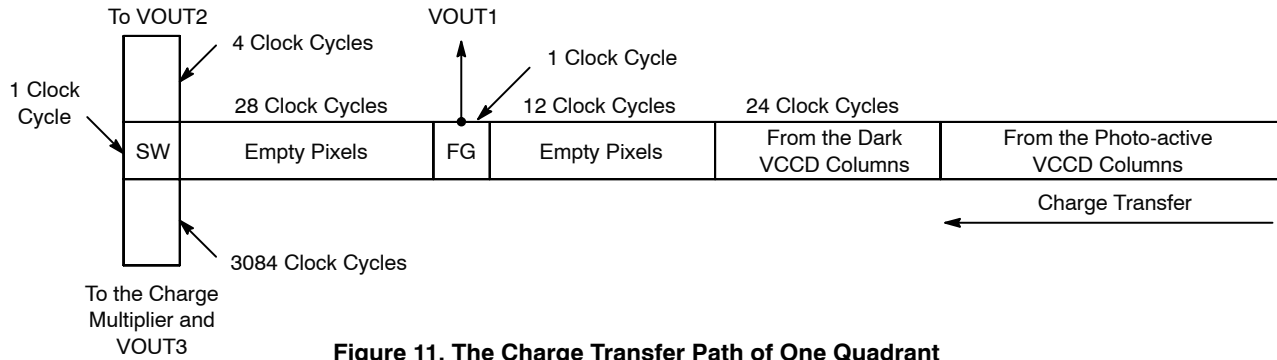 To VOUT2
VOUT1
4 Clock Cycles
1 Clock Cycle
1 Clock
Cycle
28 Clock Cycles
12 Clock Cycles
24 Clock Cycles
SW
Empty Pixels
FG
Empty Pixels
From the Dark
VCCD Columns
From the Photo-active
VCCD Columns
Charge Transfer
3084 Clock Cycles
To the Charge
Multiplier and
VOUT3
Figure 11. The Charge Transfer Path of One Quadrant